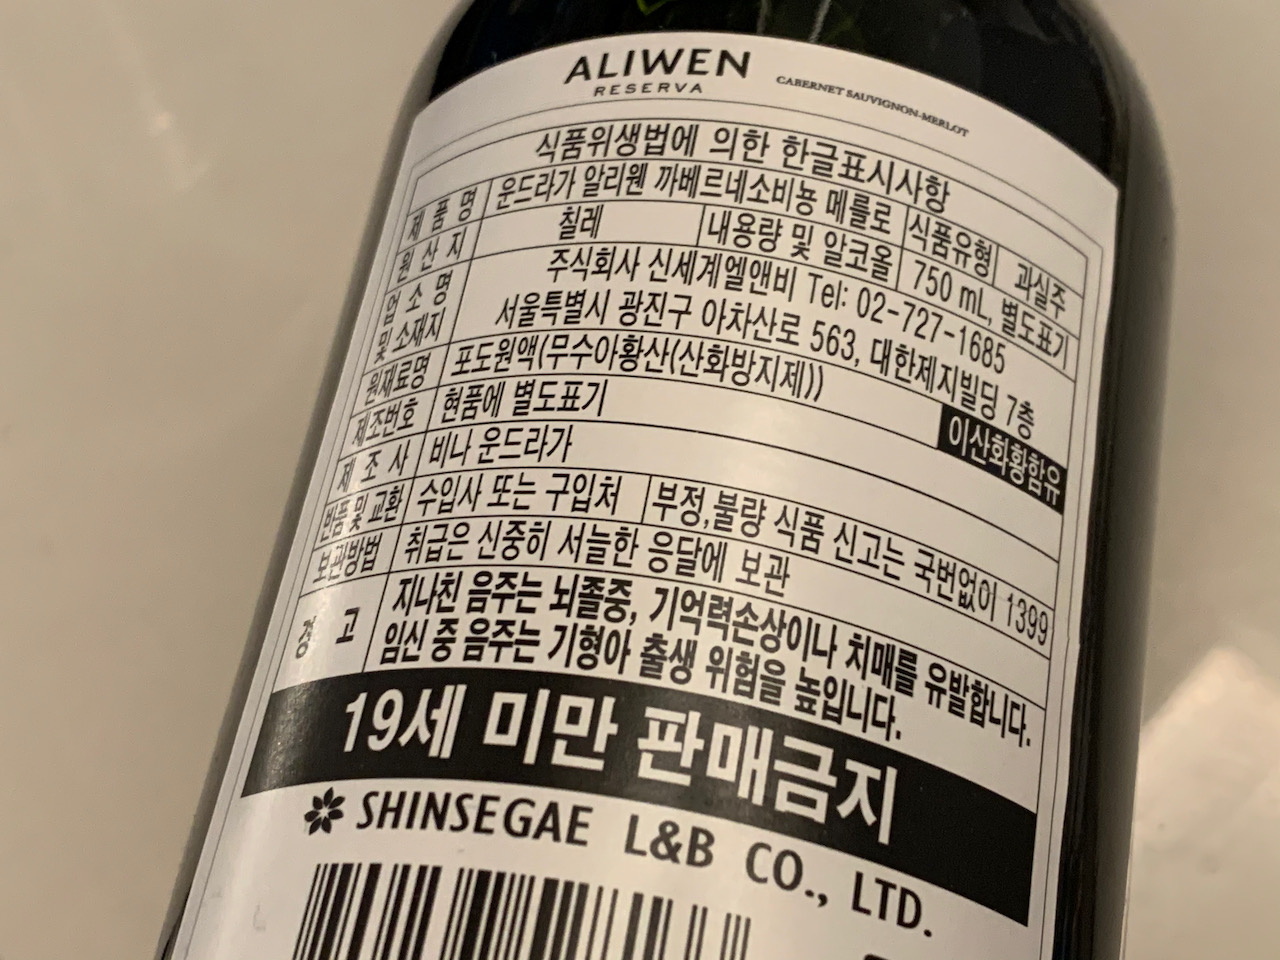 ALIWEN
RESERVA
CABERNET SAUVIGNON-MERLOT
식품위생법에 의한 한글표시사항
제품명 운드라가 알리웬 까베르네소비뇽 메를로 식품유형 과실주
원산지 칠레 내용량 및 알코올 750 mL, 별도표기
업소명 주식회사 신세계엘앤비 Tel: 02-727-1685
및 소재지 서울특별시 광진구 아차산로 563, 대한제지빌딩 7층
원재료명 포도원액(무수아황산(산화방지제)) 이산화황함유
제조번호 현품에 별도표기
제조사 비나 운드라가
반품및 교환 수입사 또는 구입처 부정,불량 식품 신고는 국번없이 1399
보관방법 취급은 신중히 서늘한 응달에 보관
경고 지나친 음주는 뇌졸중, 기억력손상이나 치매를 유발합니다.
임신 중 음주는 기형아 출생 위험을 높입니다.
19세 미만 판매금지
SHINSEGAE L&B CO., LTD.